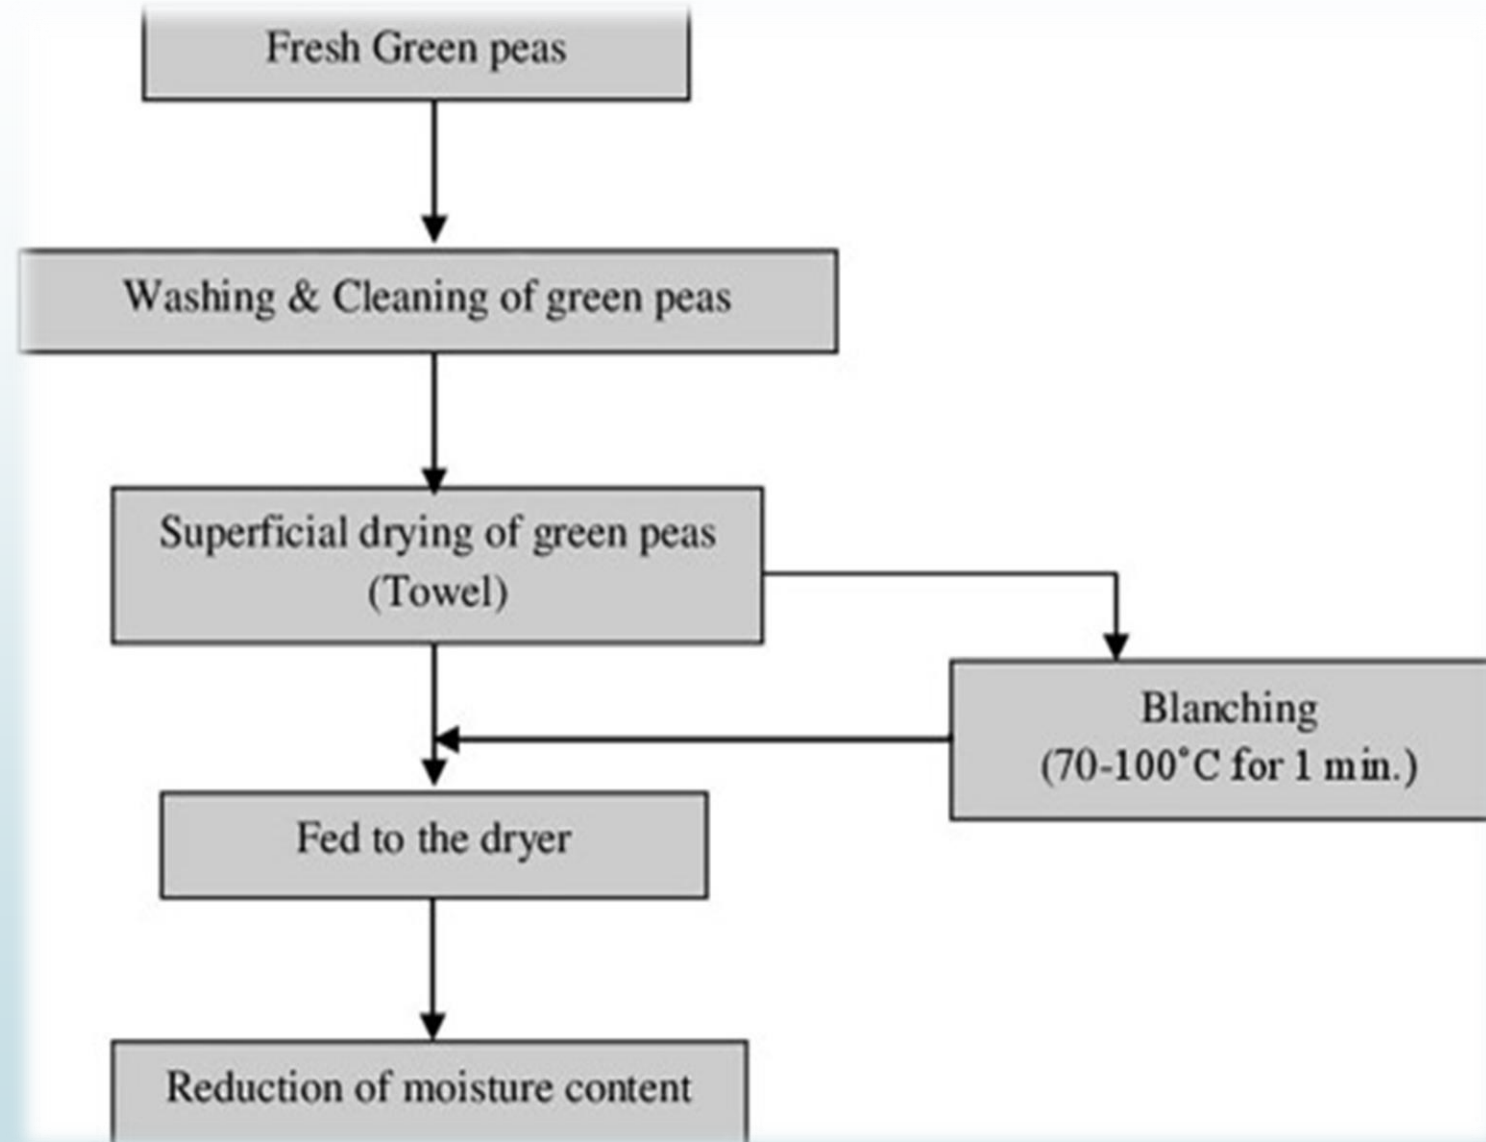 Fresh Green peas
Washing & Cleaning of green peas
Superficial drying of green peas
(Towel)
Blanching
(70-100°C for 1 min.)
Fed to the dryer
Reduction of moisture content